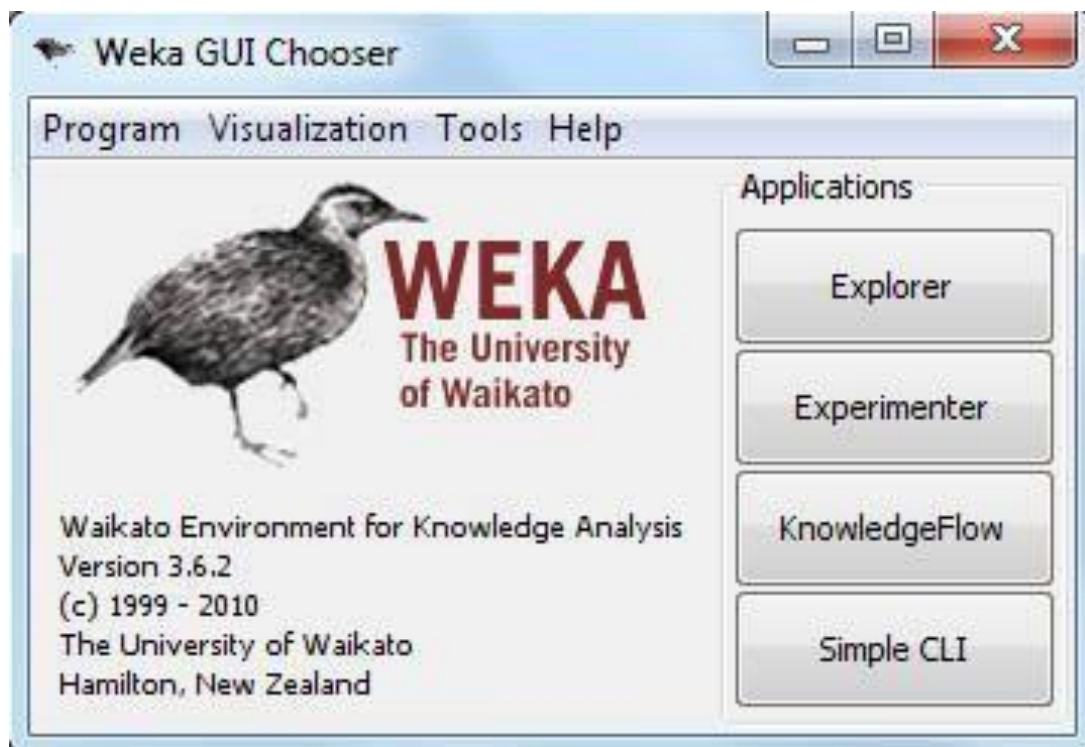 Weka GUI Chooser
Program Visualization Tools Help
WEKA
The University
of Waikato
Waikato Environment for Knowledge Analysis
Version 3.6.2
(c) 1999 - 2010
The University of Waikato
Hamilton, New Zealand
Applications
Explorer
Experimenter
KnowledgeFlow
Simple CLI